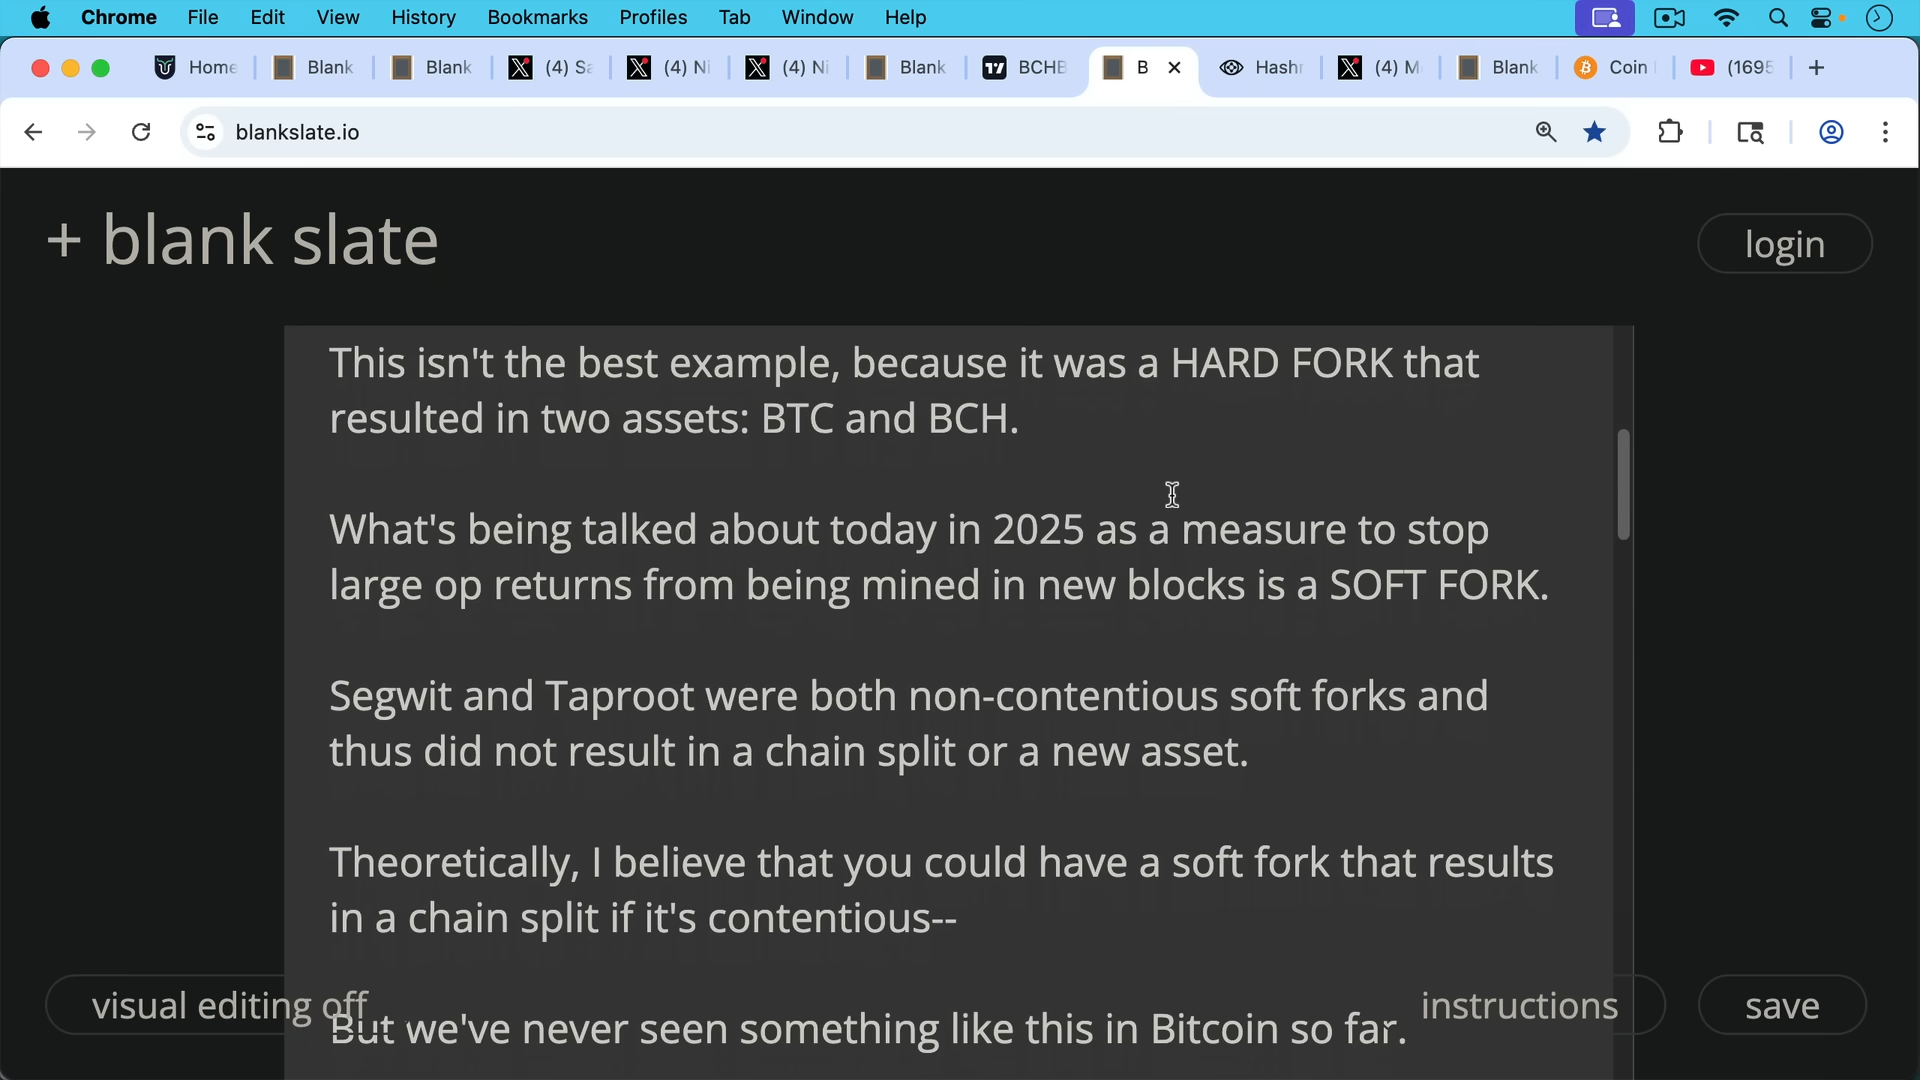 Chrome File Edit View History Bookmarks Profiles Tab Window Help
Home Blank Blank (4) Sa (4) Ni (4) Ni Blank BCHB B Hashr (4) M Blank Coin (1695
blankslate.io
+ blank slate
login
This isn't the best example, because it was a HARD FORK that
resulted in two assets: BTC and BCH.
What's being talked about today in 2025 as a measure to stop
large op returns from being mined in new blocks is a SOFT FORK.
Segwit and Taproot were both non-contentious soft forks and
thus did not result in a chain split or a new asset.
Theoretically, I believe that you could have a soft fork that results
in a chain split if it's contentious--
visual editing off
instructions
save
But we've never seen something like this in Bitcoin so far.